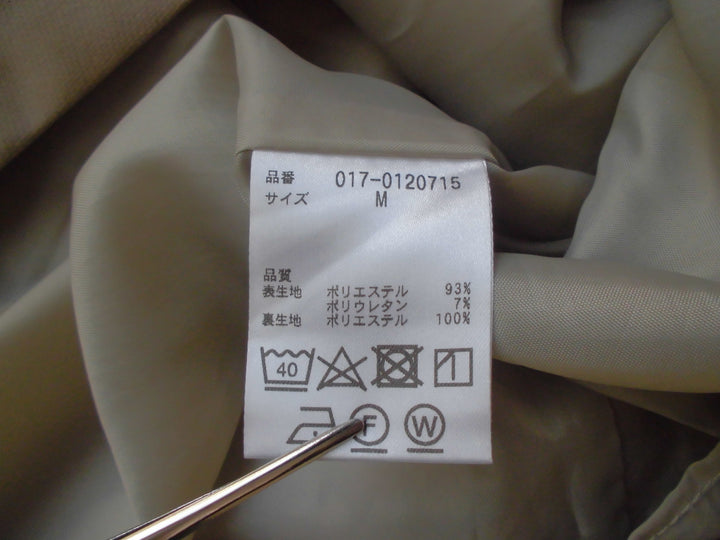 品番 017-0120715
サイズ M
品質
表生地 ポリエステル 93%
ポリウレタン 7%
裏生地 ポリエステル 100%
40
F W